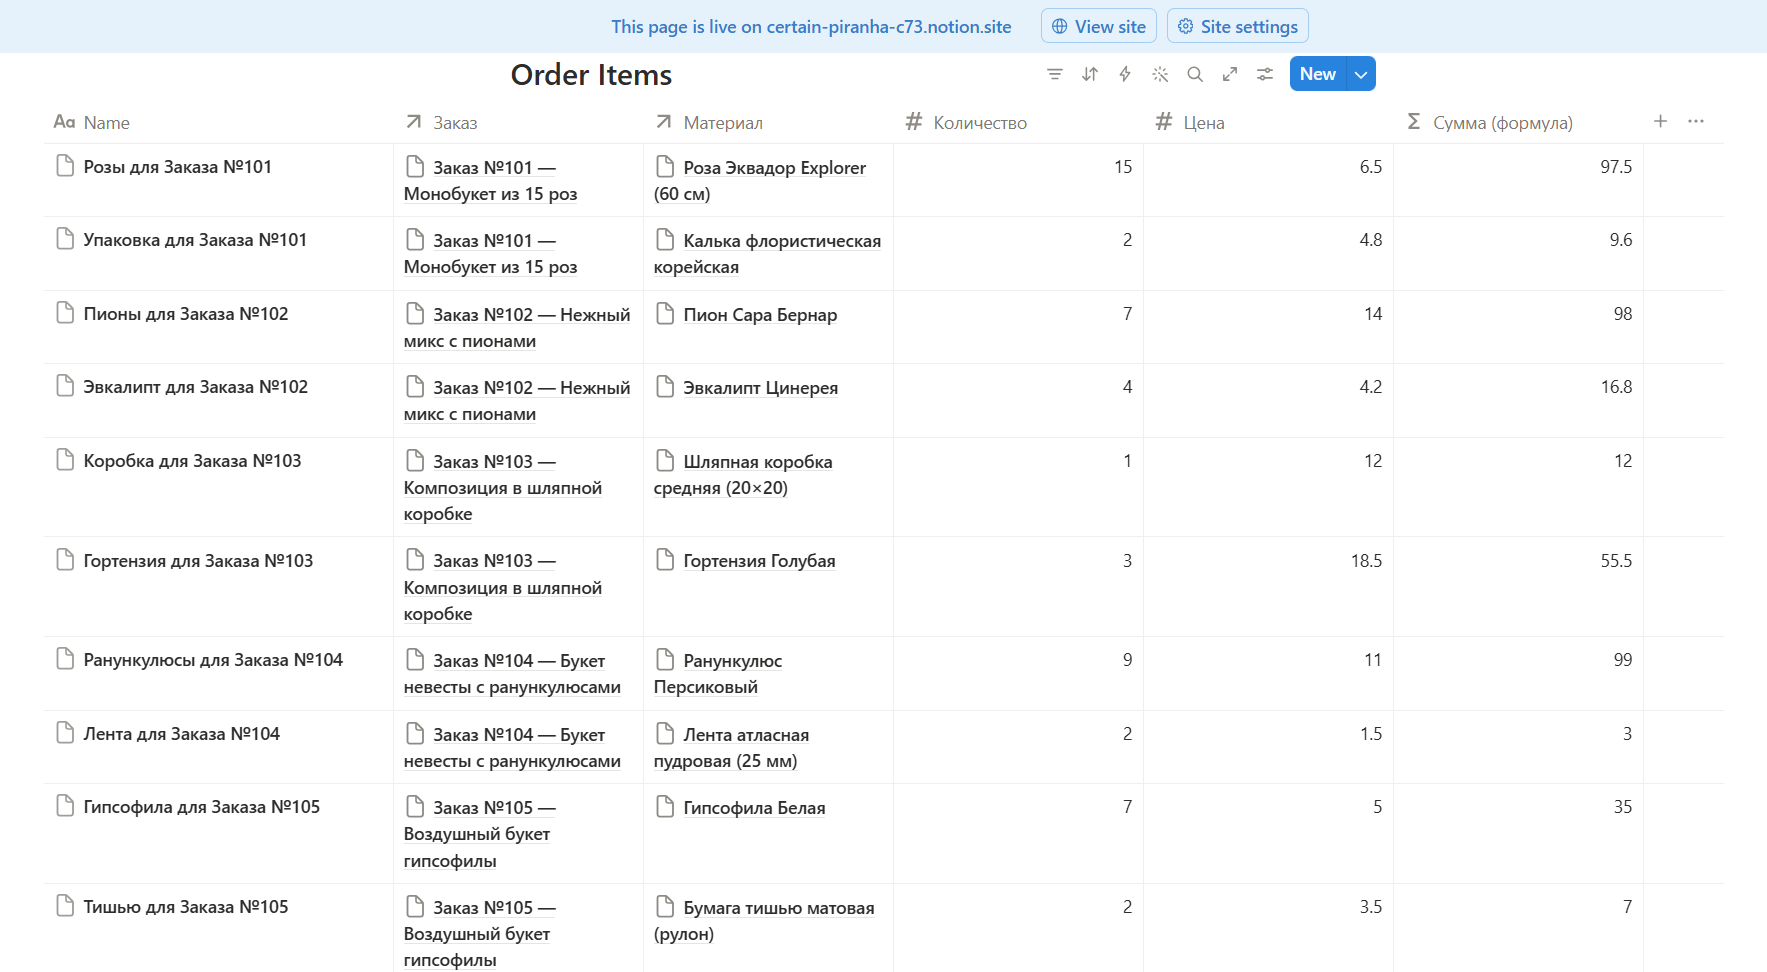 This page is live on certain-piranha-c73.notion.site View site Site settings
Order Items New
Aa Name Заказ Материал # Количество # Цена Σ Сумма (формула) + ...
Розы для Заказа №101 Заказ №101 — Роза Эквадор Explorer 15 6.5 97.5
Монобукет из 15 роз (60 см)
Упаковка для Заказа №101 Заказ №101 — Калька флористическая 2 4.8 9.6
Монобукет из 15 роз корейская
Пионы для Заказа №102 Заказ №102 — Нежный Пион Сара Бернар 7 14 98
микс с пионами
Эвкалипт для Заказа №102 Заказ №102 — Нежный Эвкалипт Цинерея 4 4.2 16.8
микс с пионами
Коробка для Заказа №103 Заказ №103 — Шляпная коробка 1 12 12
Композиция в шляпной средняя (20×20)
коробке
Гортензия для Заказа №103 Заказ №103 — Гортензия Голубая 3 18.5 55.5
Композиция в шляпной
коробке
Ранункулюсы для Заказа №104 Заказ №104 — Букет Ранункулюс 9 11 99
невесты с ранункулюсами Персиковый
Лента для Заказа №104 Заказ №104 — Букет Лента атласная 2 1.5 3
невесты с ранункулюсами пудровая (25 мм)
Гипсофила для Заказа №105 Заказ №105 — Гипсофила Белая 7 5 35
Воздушный букет
гипсофилы
Тишью для Заказа №105 Заказ №105 — Бумага тишью матовая 2 3.5 7
Воздушный букет (рулон)
гипсофилы